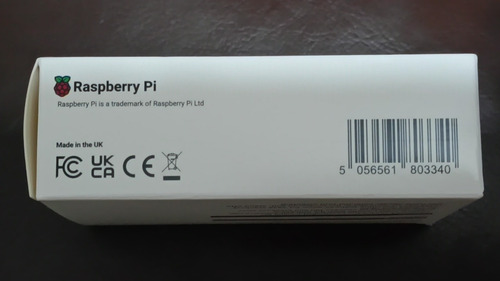 Raspberry Pi
Raspberry Pi is a trademark of Raspberry Pi Ltd
Made in the UK
FC UK CA CE
5 056561 803340